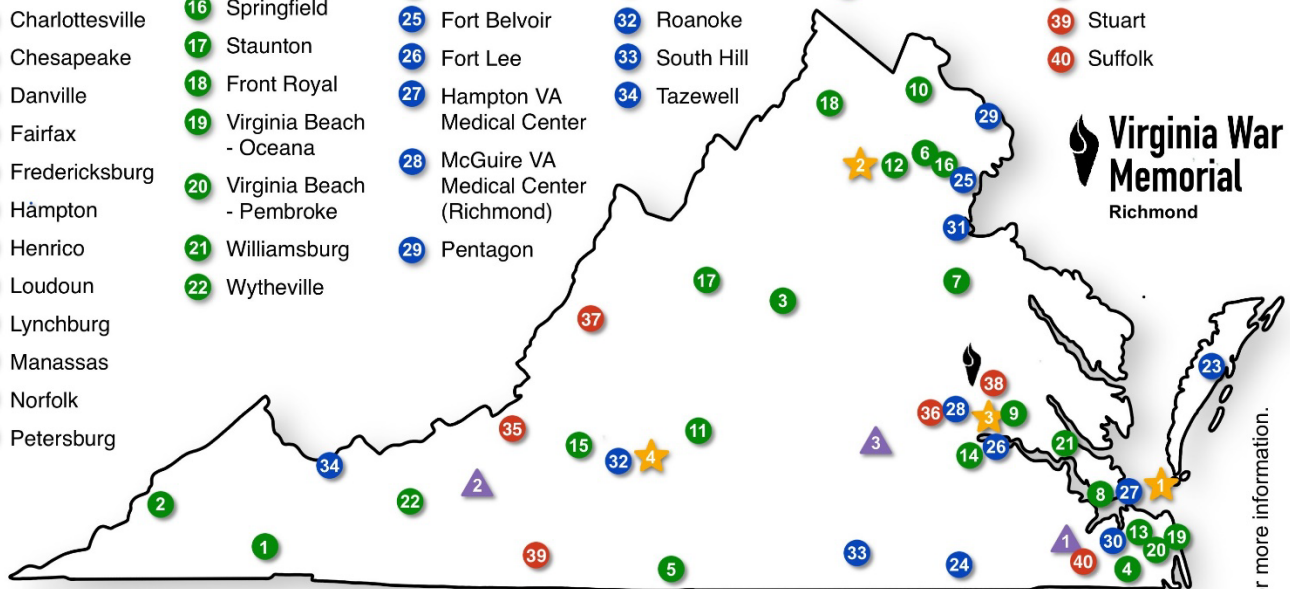 Charlottesville
Chesapeake
Danville
Fairfax
Fredericksburg
Hampton
Henrico
Loudoun
Lynchburg
Manassas
Norfolk
Petersburg
16 Springfield
17 Staunton
18 Front Royal
19 Virginia Beach
- Oceana
20 Virginia Beach
- Pembroke
21 Williamsburg
22 Wytheville
25 Fort Belvoir
26 Fort Lee
27 Hampton VA
Medical Center
28 McGuire VA
Medical Center
(Richmond)
29 Pentagon
32 Roanoke
33 South Hill
34 Tazewell
39 Stuart
40 Suffolk
Virginia War
Memorial
Richmond
10
18
29
6
2
12
16
25
31
17
3
7
37
23
38
36
28
3
9
35
11
3
21
15
32
4
14
26
34
2
1
2
22
8
27
1
13
19
30
20
1
39
33
40
5
24
4
r more information.